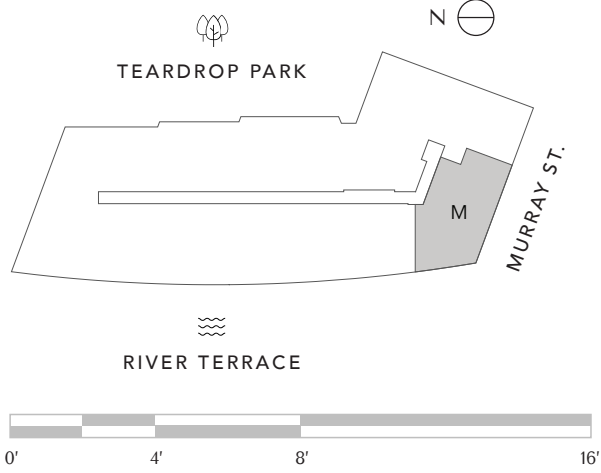 N
TEARDROP PARK
MURRAY ST.
M
RIVER TERRACE
0' 4' 8' 16'